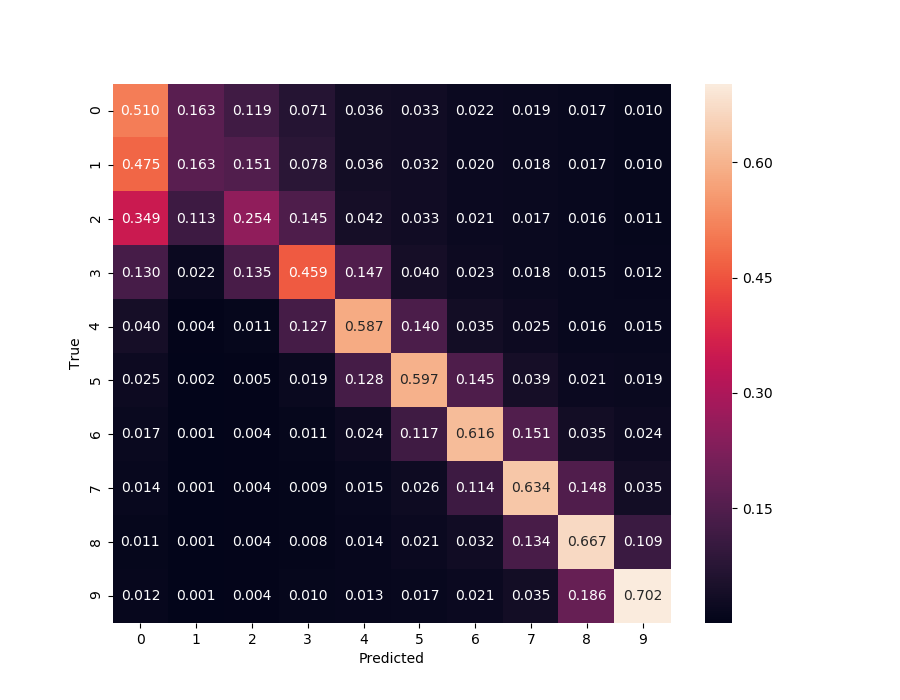 0 0.510 0.163 0.119 0.071 0.036 0.033 0.022 0.019 0.017 0.010
1 0.475 0.163 0.151 0.078 0.036 0.032 0.020 0.018 0.017 0.010 0.60
2 0.349 0.113 0.254 0.145 0.042 0.033 0.021 0.017 0.016 0.011
3 0.130 0.022 0.135 0.459 0.147 0.040 0.023 0.018 0.015 0.012 0.45
4 0.040 0.004 0.011 0.127 0.587 0.140 0.035 0.025 0.016 0.015
True
5 0.025 0.002 0.005 0.019 0.128 0.597 0.145 0.039 0.021 0.019 0.30
6 0.017 0.001 0.004 0.011 0.024 0.117 0.151 0.616 0.035 0.024
7 0.014 0.001 0.004 0.009 0.015 0.026 0.114 0.634 0.148 0.035 0.15
8 0.011 0.001 0.004 0.008 0.014 0.021 0.032 0.134 0.667 0.109
9 0.012 0.001 0.004 0.010 0.013 0.017 0.021 0.035 0.186 0.702
0 1 2 3 4 5 6 7 8 9
Predicted